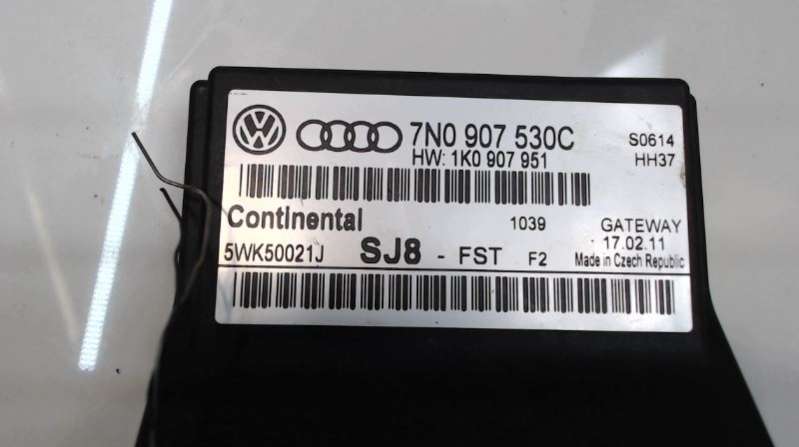 7N0 907 530C S0614
HW: 1K0 907 951 HH37
Continental 1039 GATEWAY
17.02.11
5WK50021J SJ8 - FST F2 Made in Czech Republic